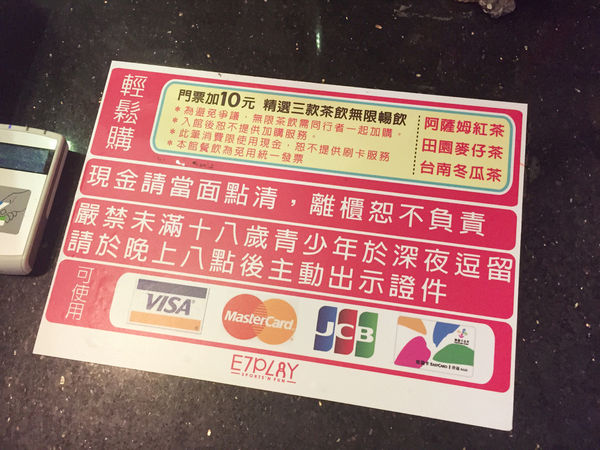 輕鬆購
門票加10元 精選三款茶飲無限暢飲
*為避免爭議，無限茶飲需同行者一起加購。
*入館後恕不提供加購服務。
*此筆消費限使用現金，恕不提供刷卡服務
*本館餐飲為免用統一發票
阿薩姆紅茶
田園麥仔茶
台南冬瓜茶
現金請當面點清，離櫃恕不負責
嚴禁未滿十八歲青少年於深夜逗留
請於晚上八點後主動出示證件
可使用
VISA
MasterCard
JCB
E7PLAY
SPORTS'N FUN